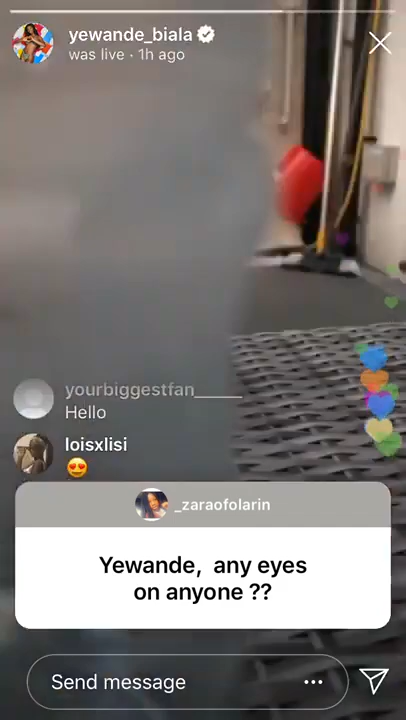 yewande_biala
was live · 1h ago
yourbiggestfan_____
Hello
loisxlisi
😍
_zaraofolarin
Yewande, any eyes
on anyone ??
Send message